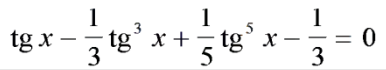 tg x − 1/3 tg³ x + 1/5 tg⁵ x − 1/3 = 0